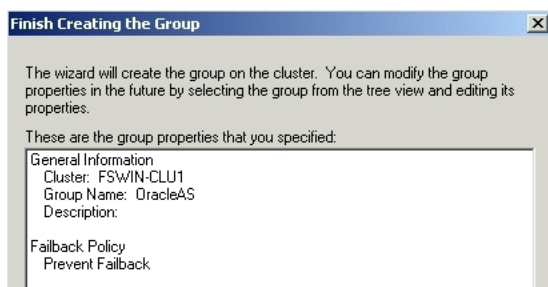 Finish Creating the Group
The wizard will create the group on the cluster. You can modify the group
properties in the future by selecting the group from the tree view and editing its
properties.
These are the group properties that you specified:
General Information
Cluster: FSWIN-CLU1
Group Name: OracleAS
Description:
Failback Policy
Prevent Failback